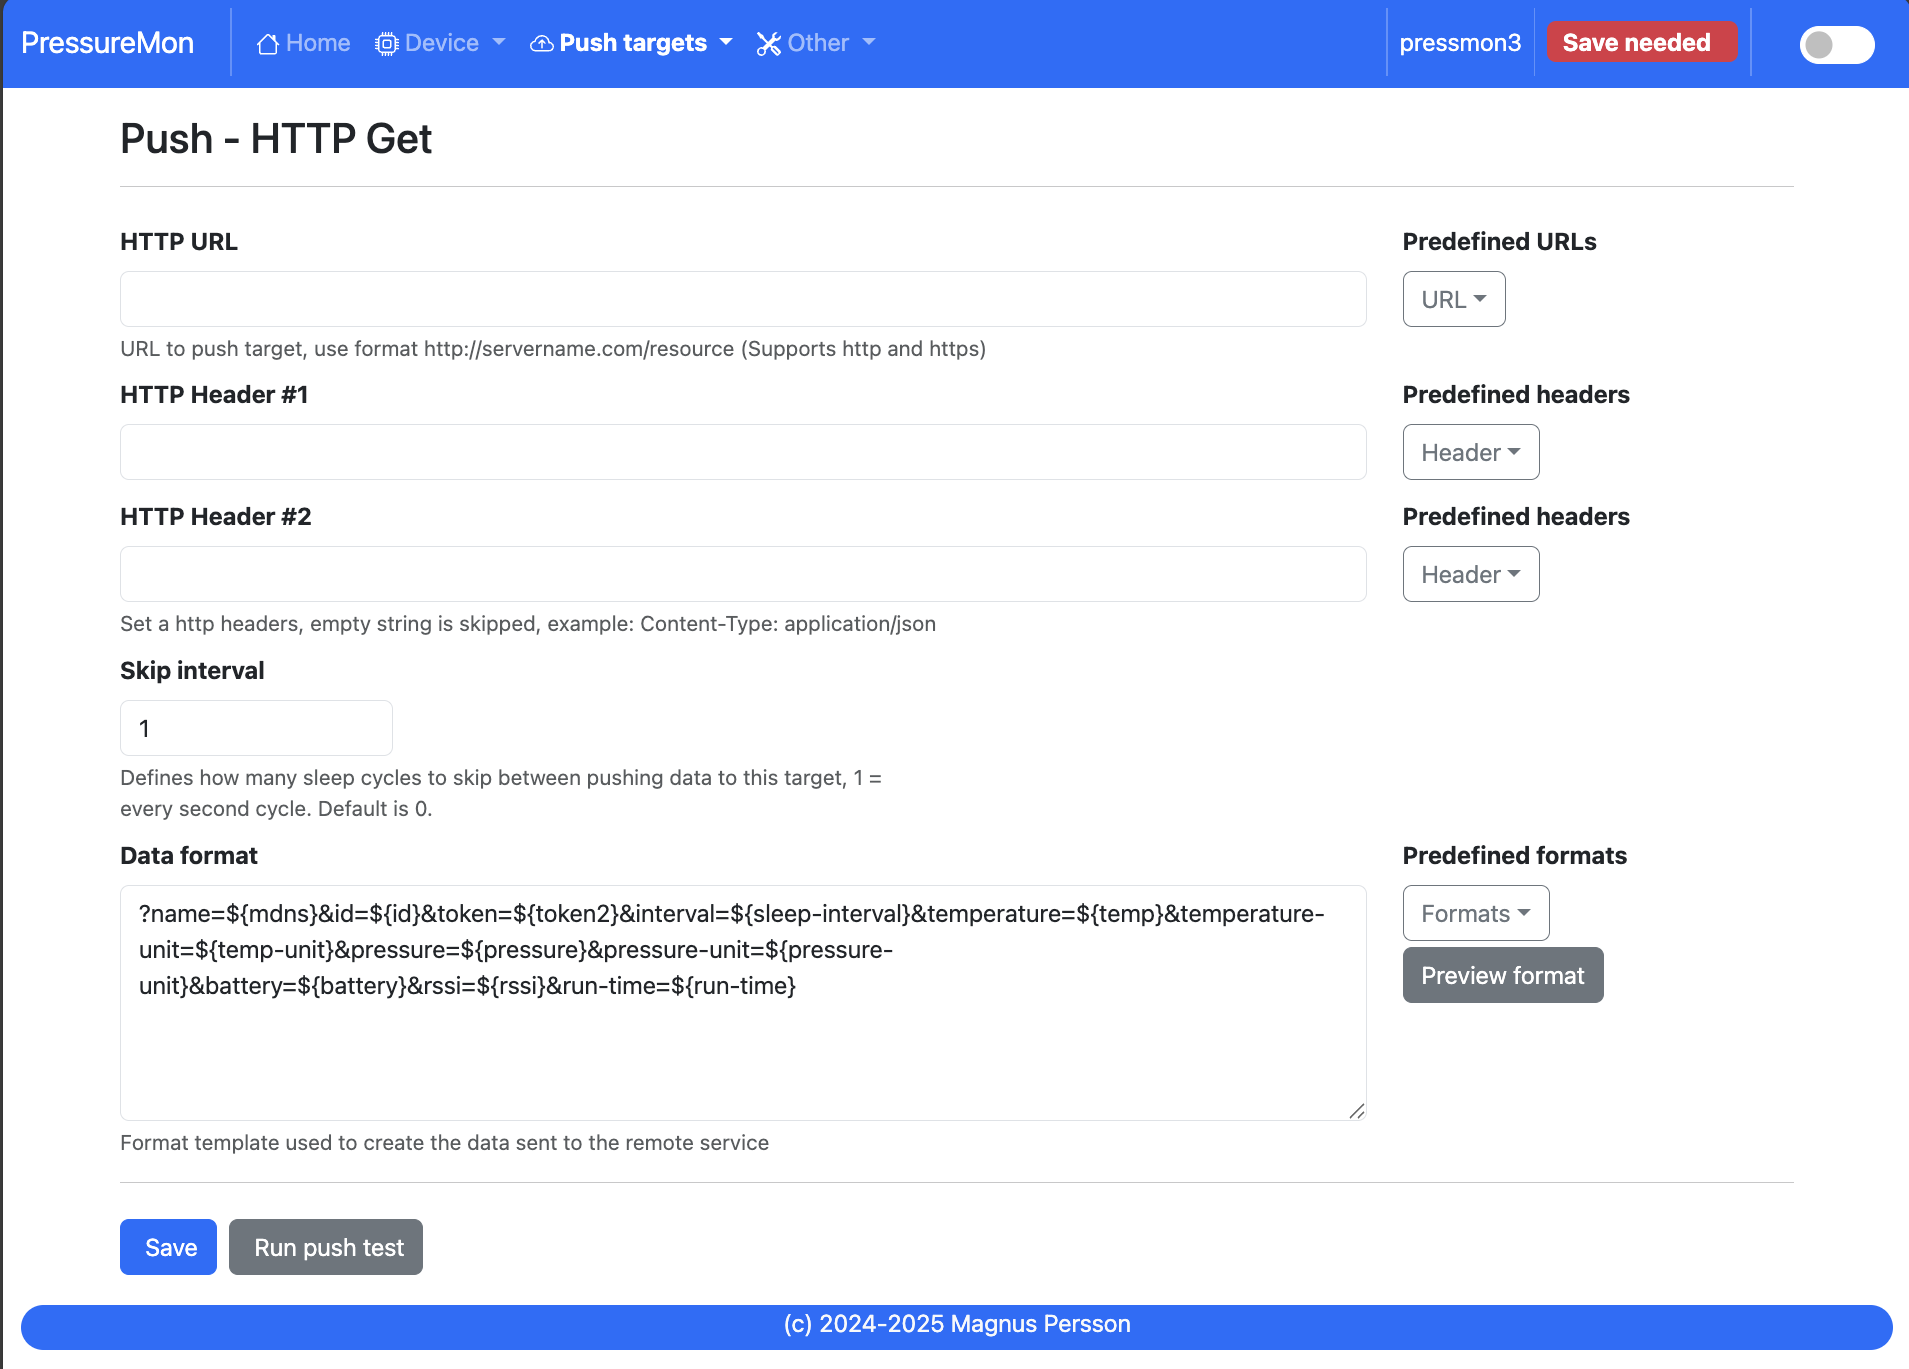 PressureMon
Home
Device
Push targets
Other
pressmon3
Save needed
Push - HTTP Get
HTTP URL
Predefined URLs
URL
URL to push target, use format http://servername.com/resource (Supports http and https)
HTTP Header #1
Predefined headers
Header
HTTP Header #2
Predefined headers
Header
Set a http headers, empty string is skipped, example: Content-Type: application/json
Skip interval
1
Defines how many sleep cycles to skip between pushing data to this target, 1 =
every second cycle. Default is 0.
Data format
Predefined formats
?name=${mdns}&id=${id}&token=${token2}&interval=${sleep-interval}&temperature=${temp}&temperature-
unit=${temp-unit}&pressure=${pressure}&pressure-unit=${pressure-
unit}&battery=${battery}&rssi=${rssi}&run-time=${run-time}
Formats
Preview format
Format template used to create the data sent to the remote service
Save
Run push test
(c) 2024-2025 Magnus Persson